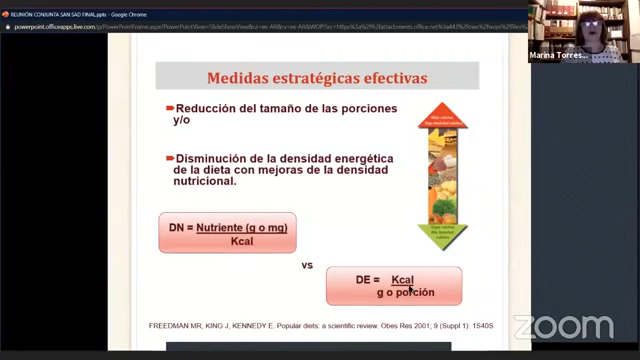 REUNIÓN CONJUNTA SAN SAD FINAL.pptx - Google Chrome
Marina Torres...
Medidas estratégicas efectivas
Reducción del tamaño de las porciones
y/o
Disminución de la densidad energética
de la dieta con mejoras de la densidad
nutricional.
DN = Nutriente (g o mg)
Kcal
vs
DE = Kcal
g o porción
FREEDMAN MR, KING J, KENNEDY E. Popular diets: a scientific review. Obes Res 2001; 9 (Suppl 1): 1S40S
zoom